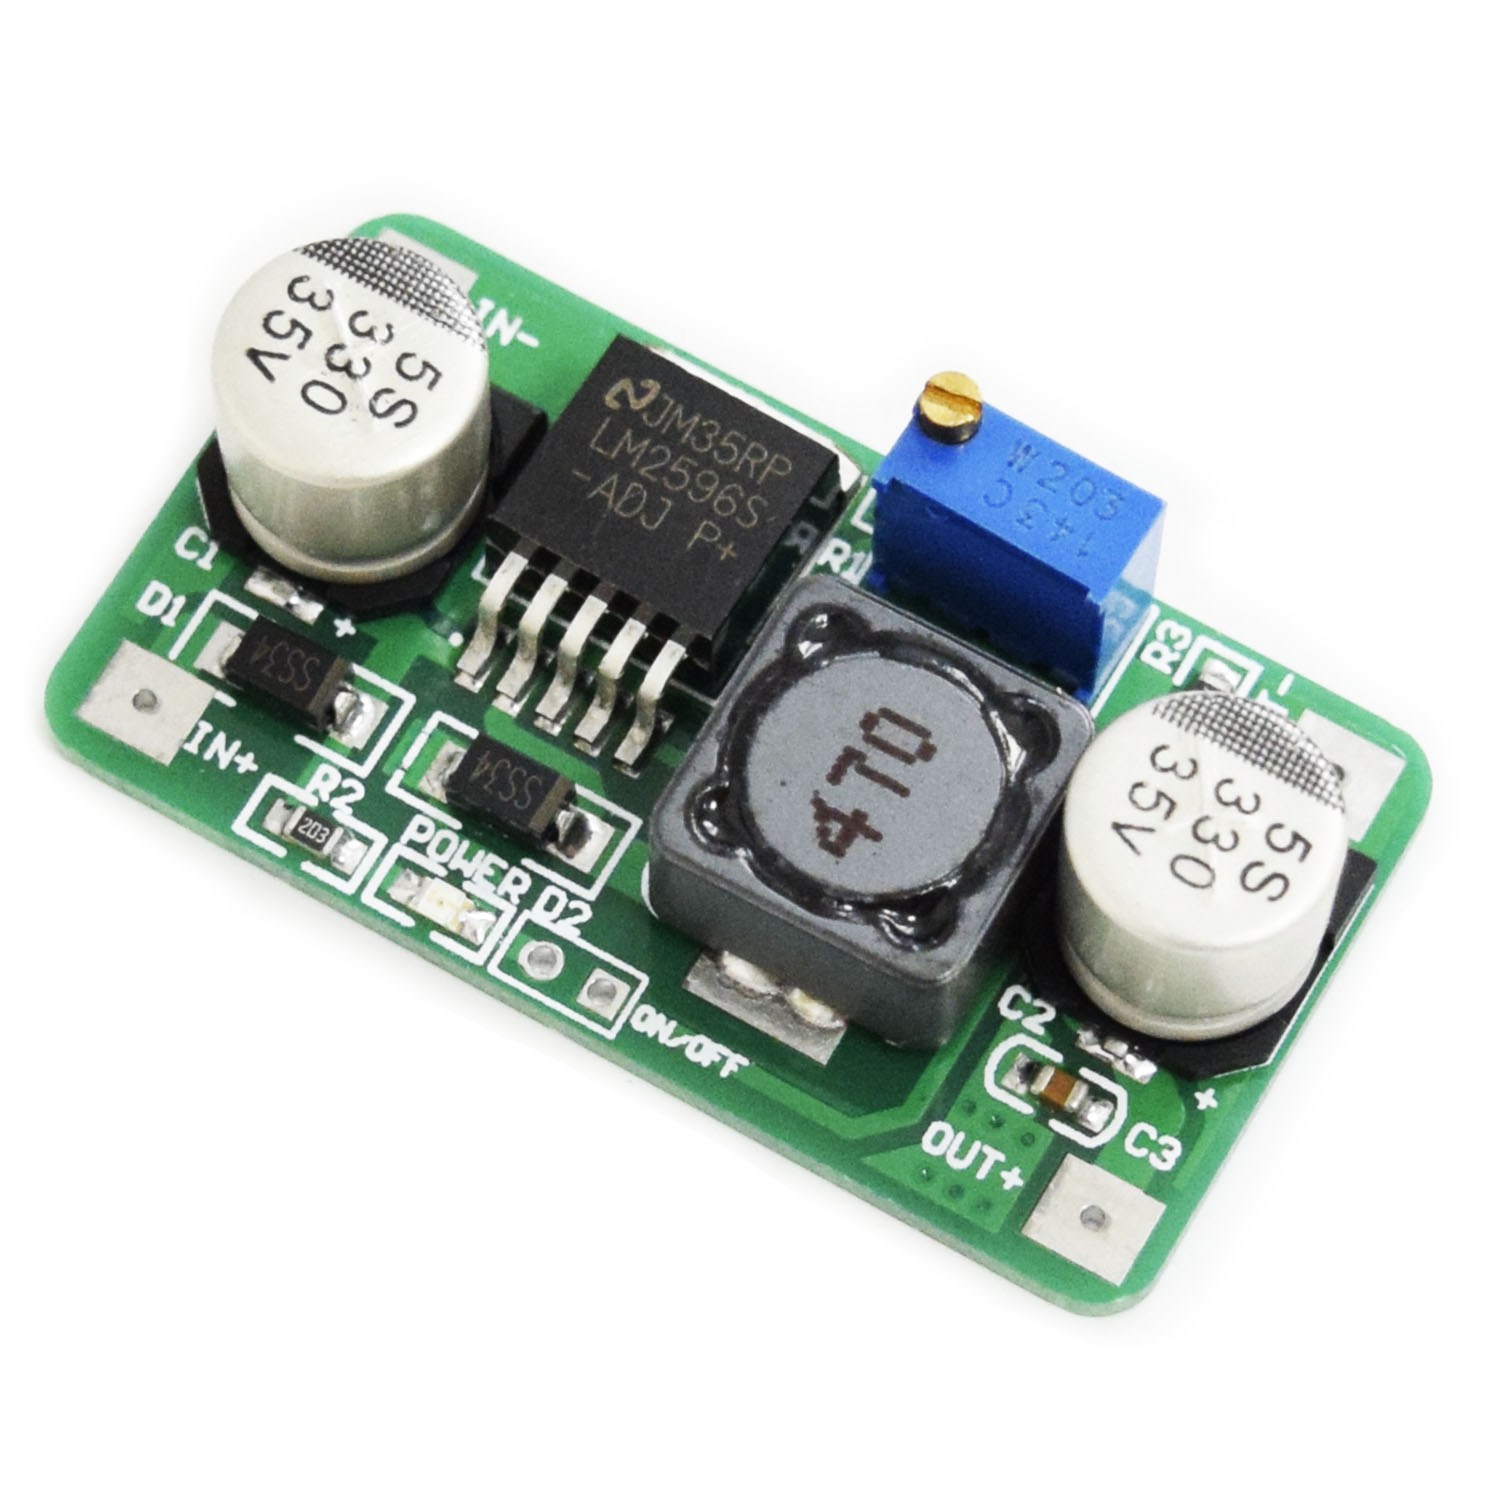 5S
330
35V
IN-
JM35RP
LM2596S
-ADJ P+
W203
C
143
R1
R3
C1
D1
+
SS34
IN+
R2
203
SS34
POWER
D2
ON/OFF
470
5S
330
35V
C2
+
C3
OUT+